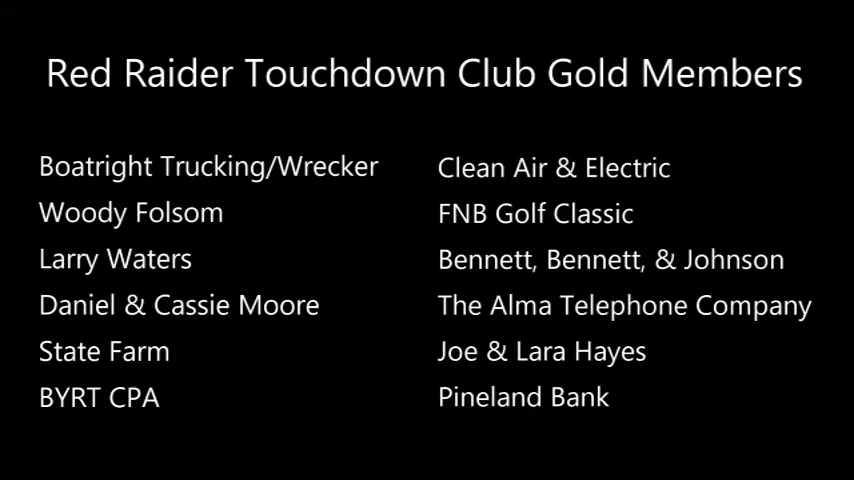 Red Raider Touchdown Club Gold Members
Boatright Trucking/Wrecker
Woody Folsom
Larry Waters
Daniel & Cassie Moore
State Farm
BYRT CPA
Clean Air & Electric
FNB Golf Classic
Bennett, Bennett, & Johnson
The Alma Telephone Company
Joe & Lara Hayes
Pineland Bank